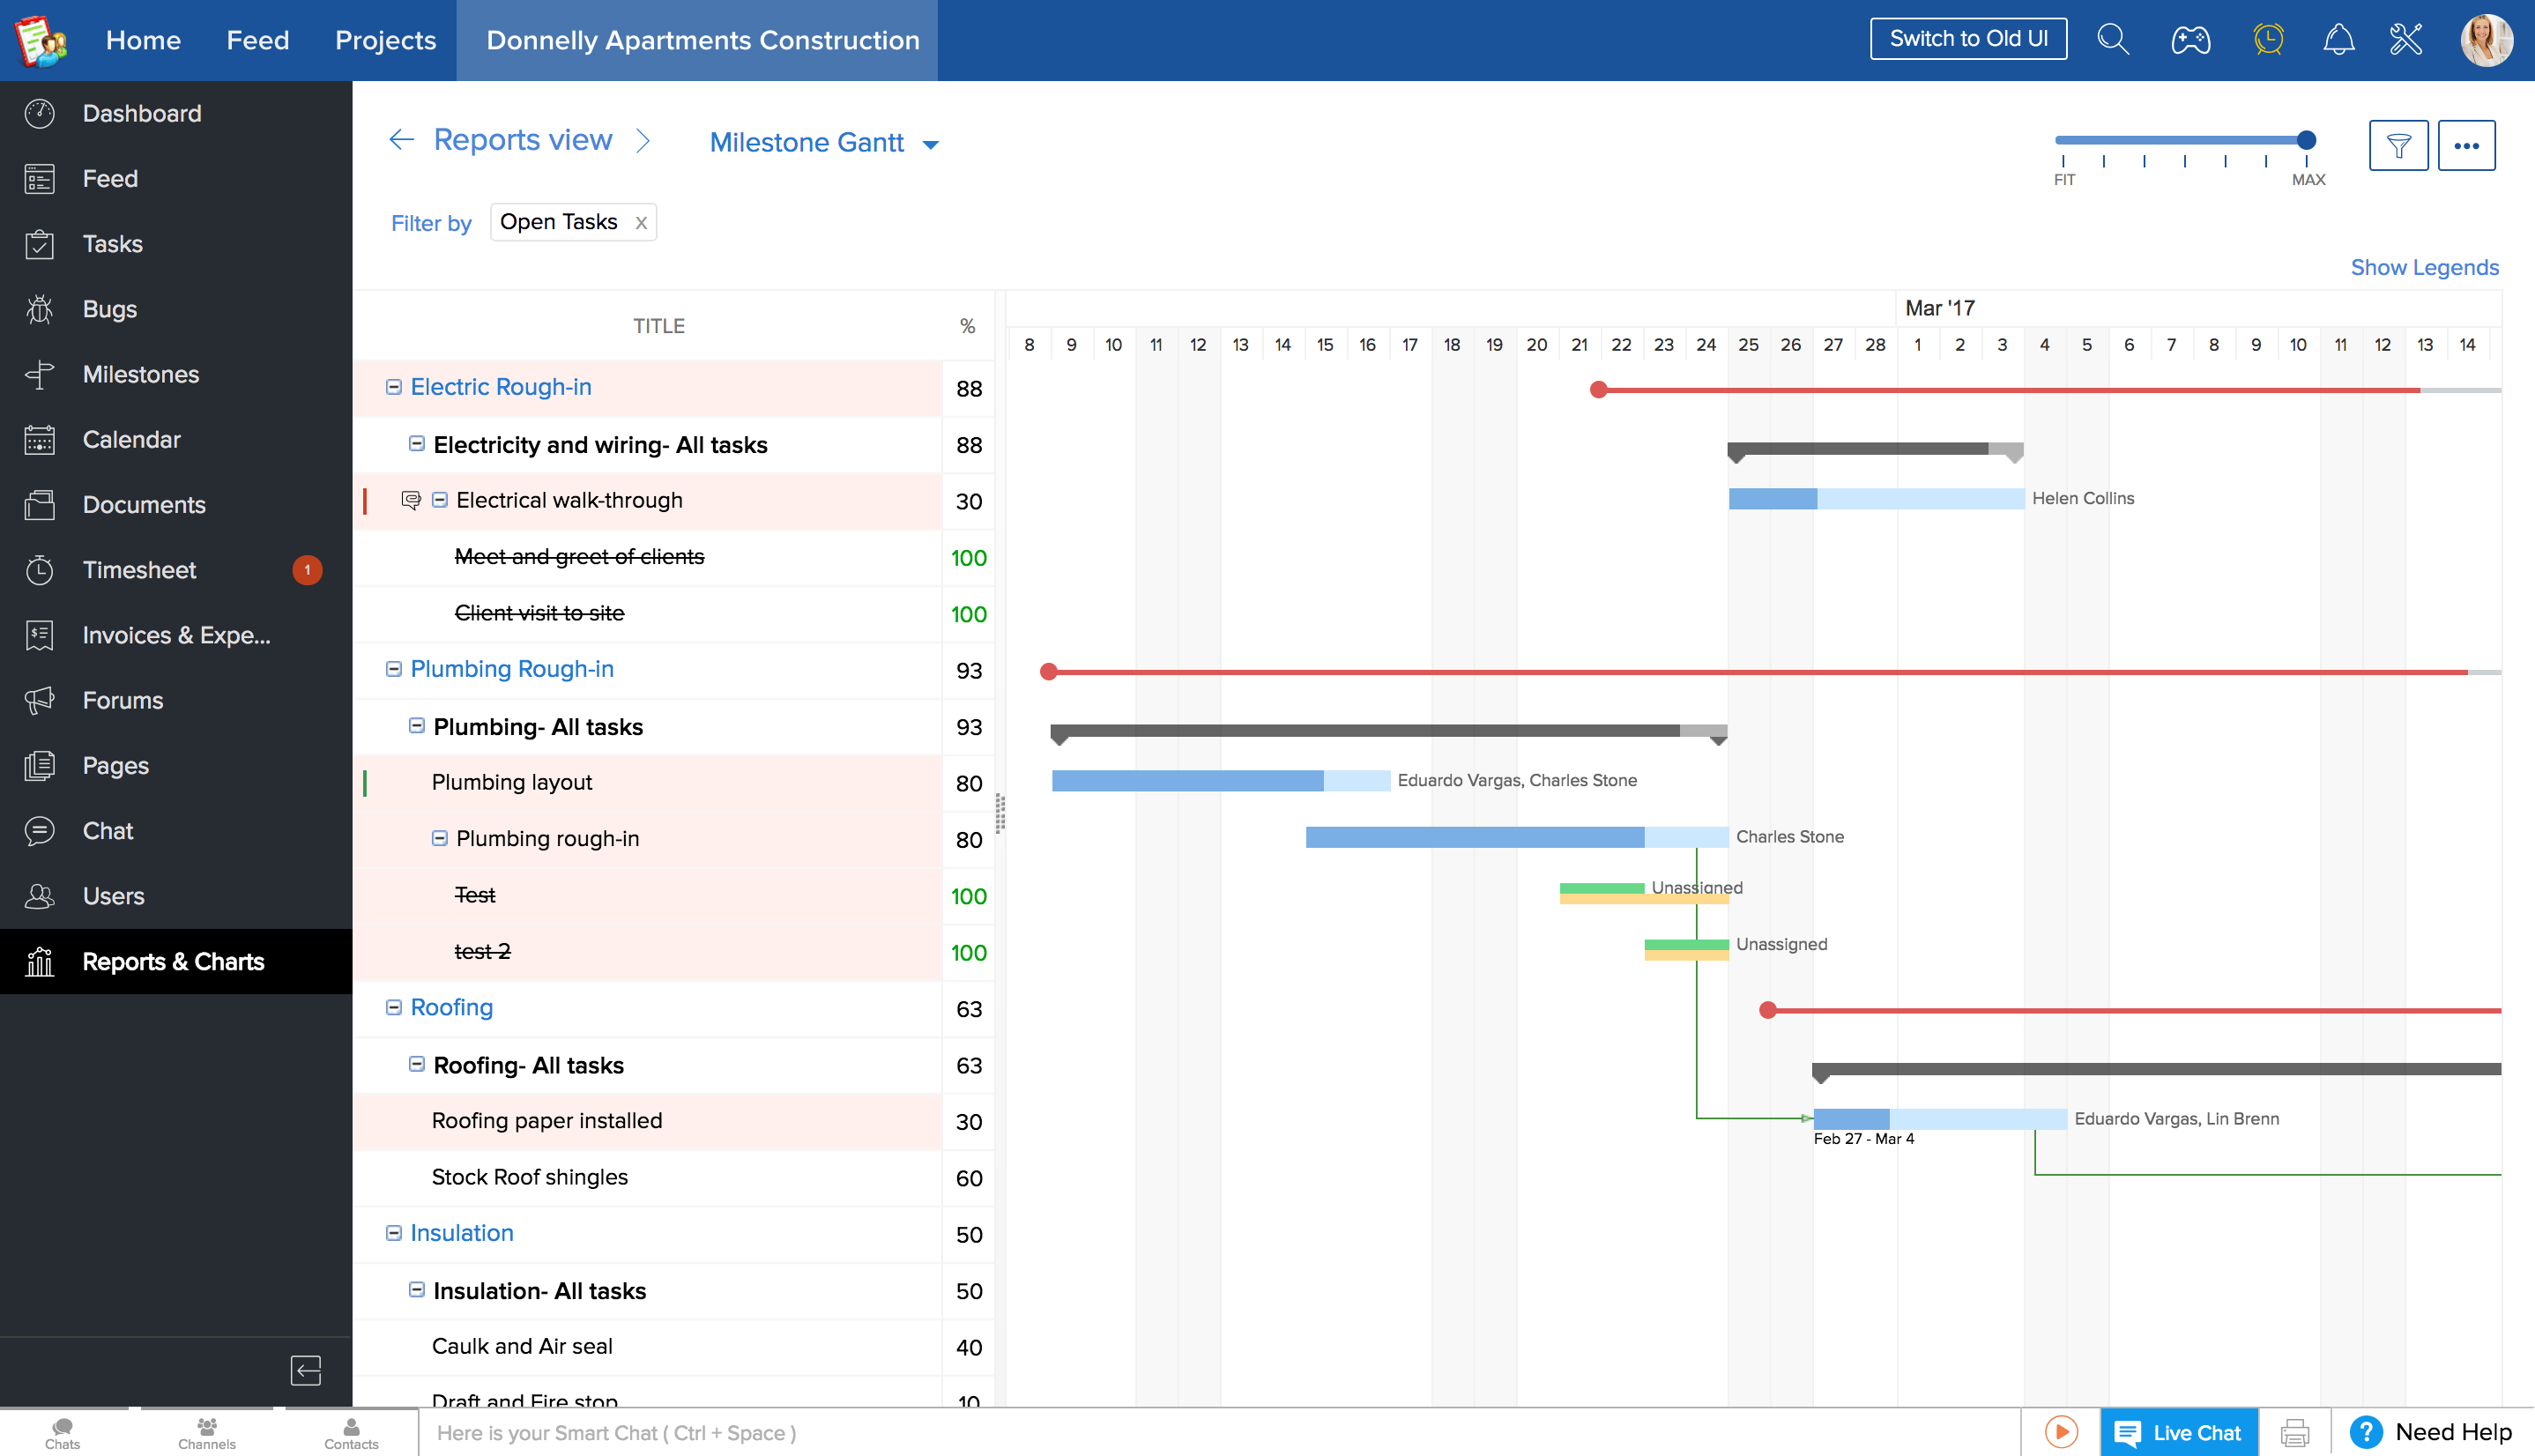 Home Feed Projects Donnelly Apartments Construction Switch to Old UI
Dashboard
Feed
Tasks
Bugs
Milestones
Calendar
Documents
Timesheet 1
Invoices & Expe...
Forums
Pages
Chat
Users
Reports & Charts
Reports view Milestone Gantt
FIT MAX
Filter by Open Tasks x
Show Legends
TITLE %
Mar '17
8 9 10 11 12 13 14 15 16 17 18 19 20 21 22 23 24 25 26 27 28 1 2 3 4 5 6 7 8 9 10 11 12 13 14
Electric Rough-in 88
Electricity and wiring- All tasks 88
Electrical walk-through 30 Helen Collins
Meet and greet of clients 100
Client visit to site 100
Plumbing Rough-in 93
Plumbing- All tasks 93
Plumbing layout 80 Eduardo Vargas, Charles Stone
Plumbing rough-in 80 Charles Stone
Test 100 Unassigned
test 2 100 Unassigned
Roofing 63
Roofing- All tasks 63
Roofing paper installed 30 Eduardo Vargas, Lin Brenn
Feb 27 - Mar 4
Stock Roof shingles 60
Insulation 50
Insulation- All tasks 50
Caulk and Air seal 40
Draft and Fire stop 10
Chats Channels Contacts Here is your Smart Chat ( Ctrl + Space ) Live Chat ? Need Help